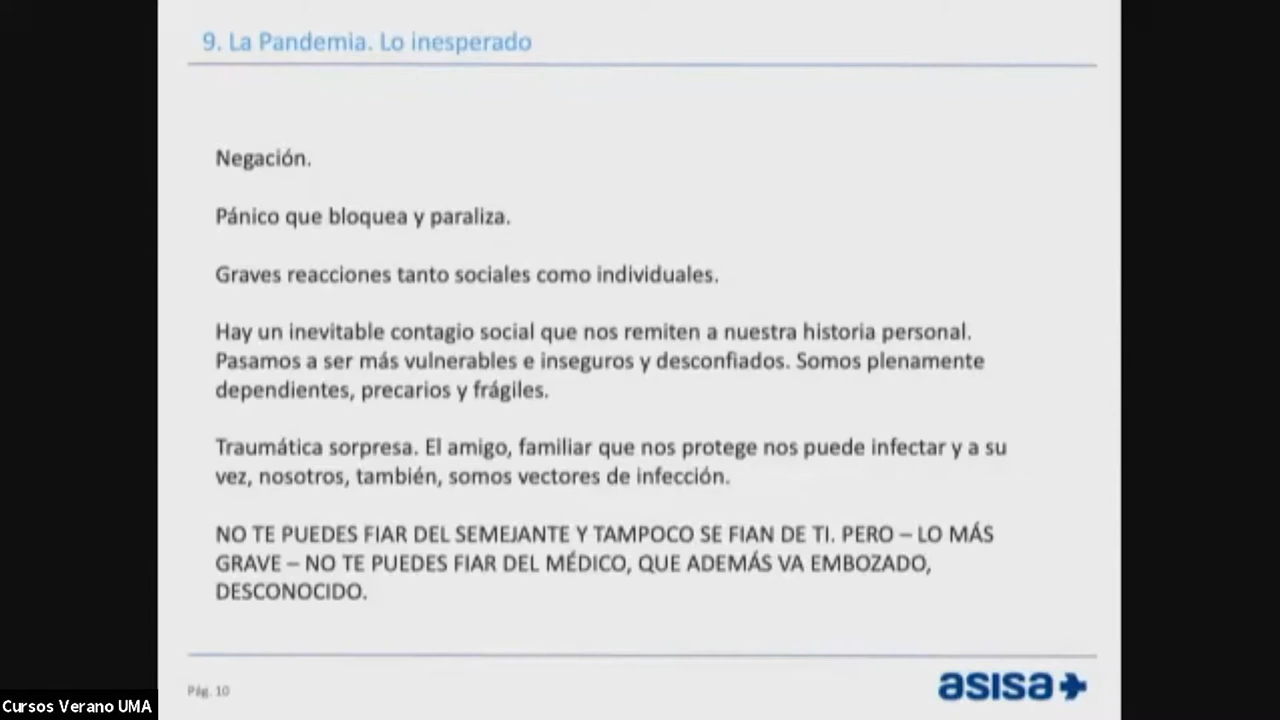 9. La Pandemia. Lo inesperado
Negación.
Pánico que bloquea y paraliza.
Graves reacciones tanto sociales como individuales.
Hay un inevitable contagio social que nos remiten a nuestra historia personal.
Pasamos a ser más vulnerables e inseguros y desconfiados. Somos plenamente
dependientes, precarios y frágiles.
Traumática sorpresa. El amigo, familiar que nos protege nos puede infectar y a su
vez, nosotros, también, somos vectores de infección.
NO TE PUEDES FIAR DEL SEMEJANTE Y TAMPOCO SE FIAN DE TI. PERO – LO MÁS
GRAVE – NO TE PUEDES FIAR DEL MÉDICO, QUE ADEMÁS VA EMBOZADO,
DESCONOCIDO.
Pág. 10
asisa
Cursos Verano UMA